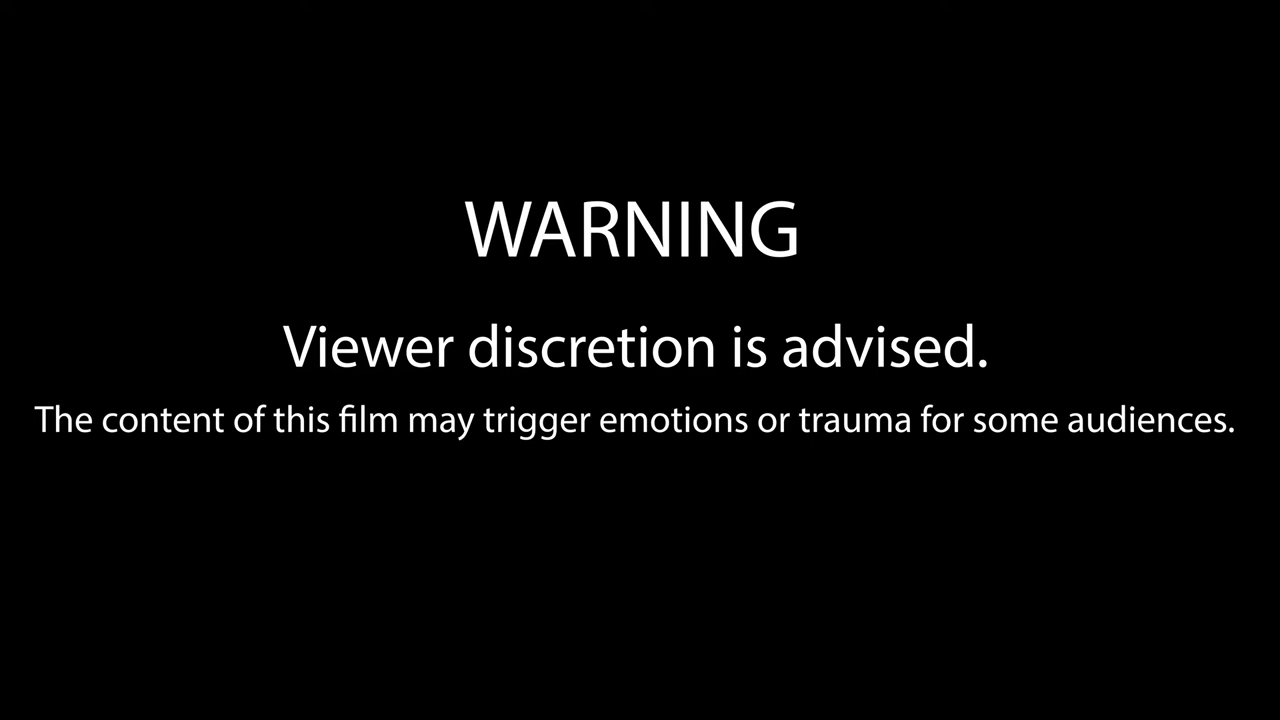 WARNING
Viewer discretion is advised.
The content of this film may trigger emotions or trauma for some audiences.